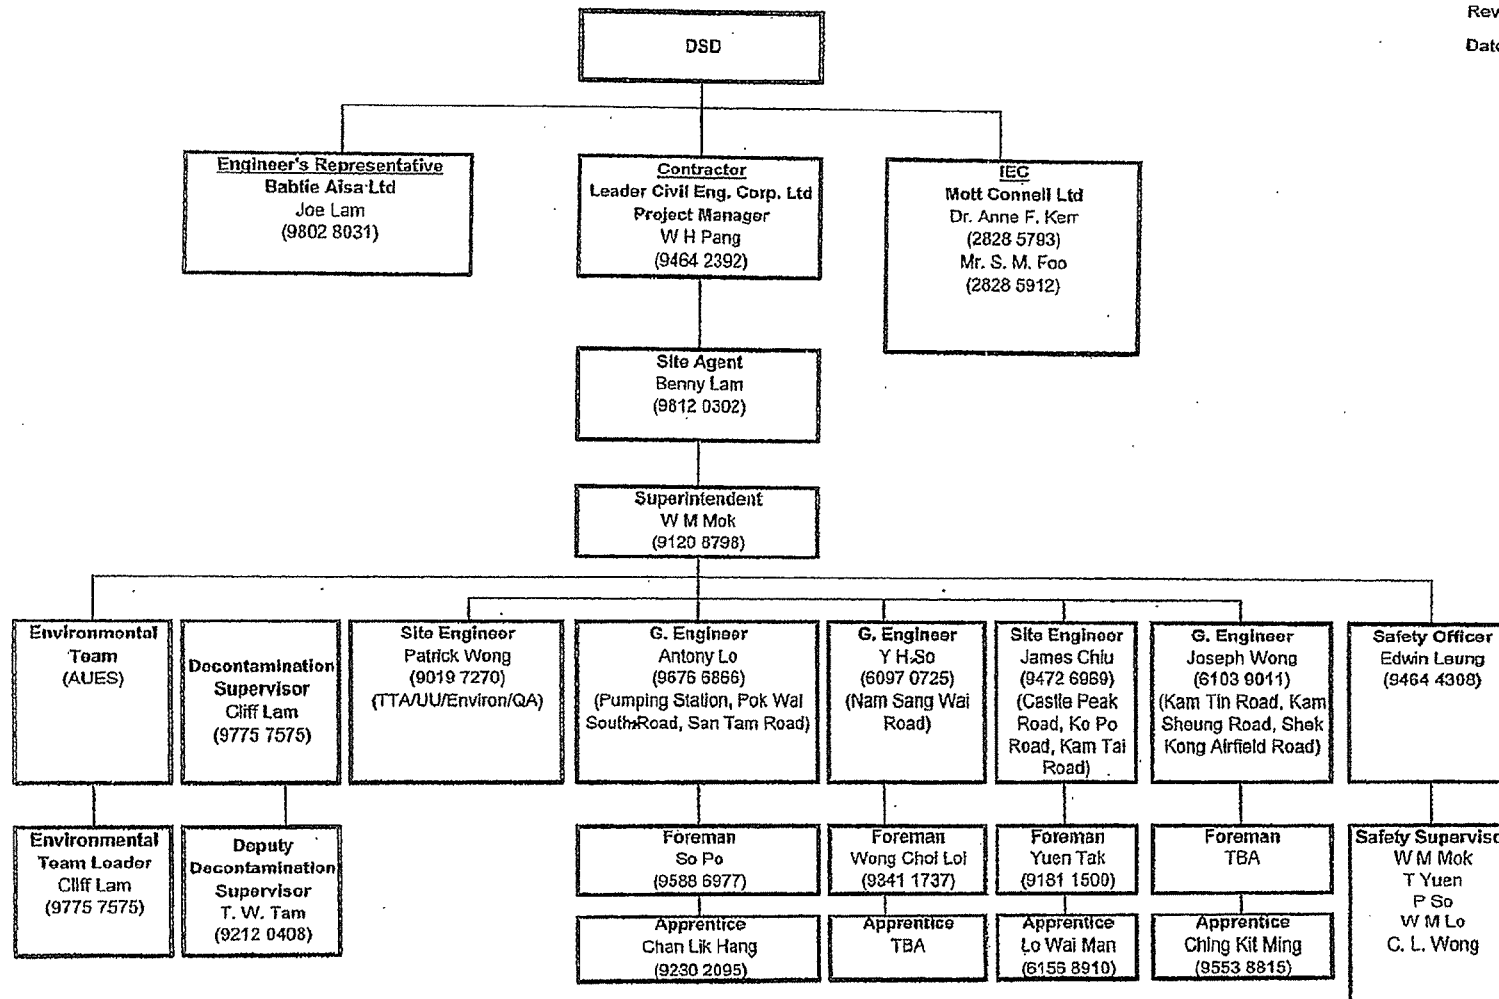 Rev
Date
DSD
Engineer's Representative
Babtie Aisa Ltd
Joe Lam
(9802 8031)
Contractor
Leader Civil Eng. Corp. Ltd
Project Manager
W H Pang
(9464 2392)
IEC
Mott Connell Ltd
Dr. Anne F. Kerr
(2828 5793)
Mr. S. M. Foo
(2828 5912)
Site Agent
Benny Lam
(9812 0302)
Superintendent
W M Mok
(9120 8798)
Environmental
Team
(AUES)
Decontamination
Supervisor
Cliff Lam
(9775 7575)
Site Engineer
Patrick Wong
(9019 7270)
(TTA/UU/Environ/QA)
G. Engineer
Antony Lo
(9676 6866)
(Pumping Station, Pok Wai
South Road, San Tam Road)
G. Engineer
Y H So
(6097 0725)
(Nam Sang Wai
Road)
Site Engineer
James Chiu
(9472 6969)
(Castle Peak
Road, Ko Po
Road, Kam Tai
Road)
G. Engineer
Joseph Wong
(6103 9011)
(Kam Tin Road, Kam
Sheung Road, Shek
Kong Airfield Road)
Safety Officer
Edwin Leung
(9464 4308)
Environmental
Team Leader
Cliff Lam
(9775 7575)
Deputy
Decontamination
Supervisor
T. W. Tam
(9212 0408)
Foreman
So Po
(9588 6977)
Foreman
Wong Choi Loi
(9341 1737)
Foreman
Yuen Tak
(9181 1500)
Foreman
TBA
Safety Superviso
W M Mok
T Yuen
P So
W M Lo
C. L. Wong
Apprentice
Chan Lik Hang
(9230 2095)
Apprentice
TBA
Apprentice
Lo Wai Man
(6156 8910)
Apprentice
Ching Kit Ming
(9553 8815)